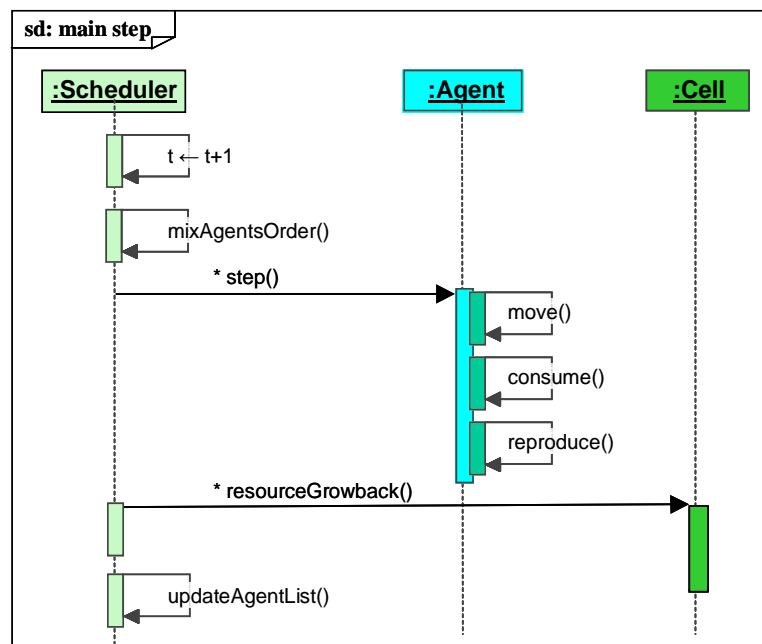 sd: main step
:Scheduler
:Agent
:Cell
t ← t+1
mixAgentsOrder()
* step()
move()
consume()
reproduce()
* resourceGrowback()
updateAgentList()